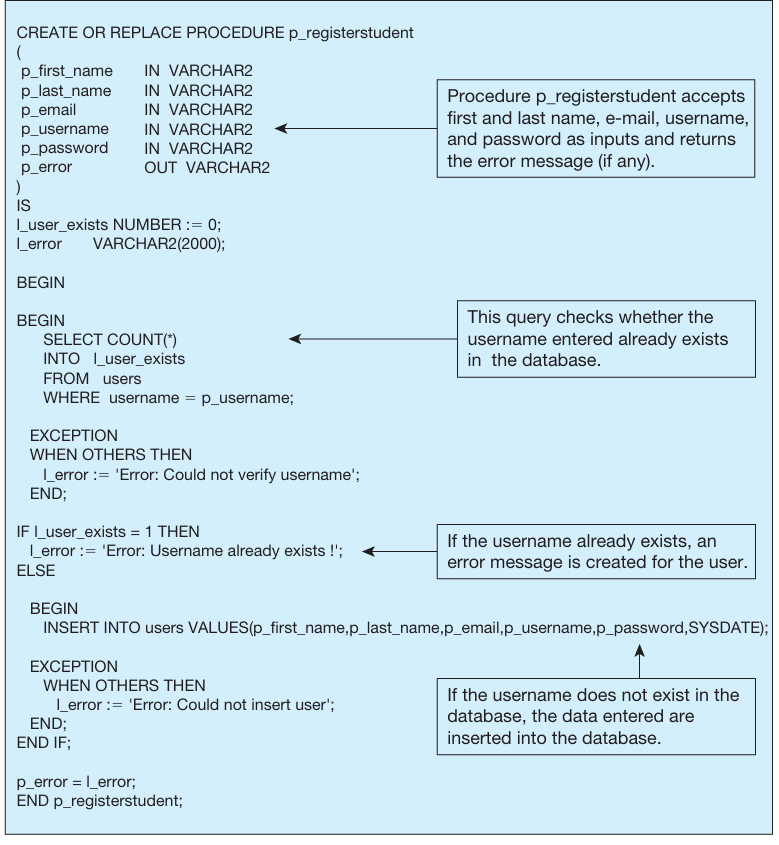 CREATE OR REPLACE PROCEDURE p_registerstudent
(
p_first_name IN VARCHAR2
p_last_name IN VARCHAR2
p_email IN VARCHAR2
p_username IN VARCHAR2
p_password IN VARCHAR2
p_error OUT VARCHAR2
)
Procedure p_registerstudent accepts
first and last name, e-mail, username,
and password as inputs and returns
the error message (if any).
IS
l_user_exists NUMBER := 0;
l_error VARCHAR2(2000);
BEGIN
BEGIN
SELECT COUNT(*)
INTO l_user_exists
FROM users
WHERE username = p_username;
This query checks whether the
username entered already exists
in the database.
EXCEPTION
WHEN OTHERS THEN
l_error := 'Error: Could not verify username';
END;
IF l_user_exists = 1 THEN
l_error := 'Error: Username already exists !';
ELSE
If the username already exists, an
error message is created for the user.
BEGIN
INSERT INTO users VALUES(p_first_name,p_last_name,p_email,p_username,p_password,SYSDATE);
EXCEPTION
WHEN OTHERS THEN
l_error := 'Error: Could not insert user';
END;
END IF;
If the username does not exist in the
database, the data entered are
inserted into the database.
p_error = l_error;
END p_registerstudent;